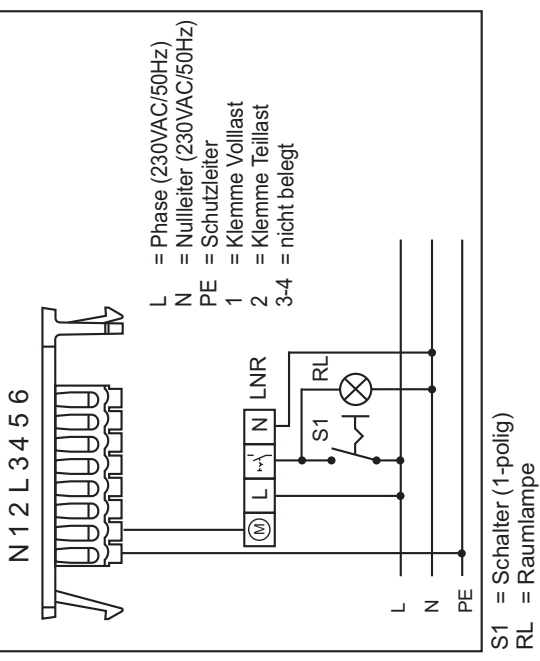 N 1 2 L 3 4 5 6
L = Phase (230VAC/50Hz)
N = Nullleiter (230VAC/50Hz)
PE = Schutzleiter
1 = Klemme Volllast
2 = Klemme Teillast
3-4 = nicht belegt
LNR
M L N
S1
RL
L
N
PE
S1 = Schalter (1-polig)
RL = Raumlampe